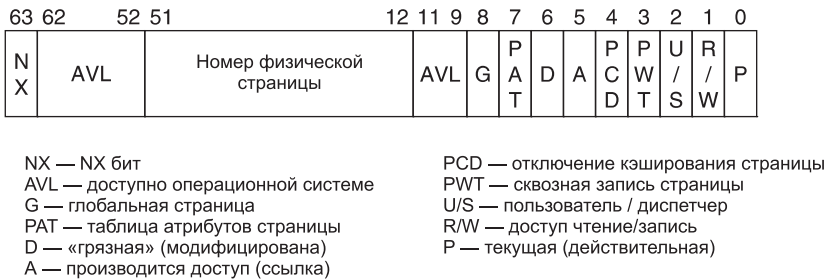 63 62 52 51 12 11 9 8 7 6 5 4 3 2 1 0
NX AVL Номер физической страницы AVL G PAT D A PCD PWT U/S R/W P
NX — NX бит
AVL — доступно операционной системе
G — глобальная страница
PAT — таблица атрибутов страницы
D — «грязная» (модифицирована)
A — производится доступ (ссылка)
PCD — отключение кэширования страницы
PWT — сквозная запись страницы
U/S — пользователь / диспетчер
R/W — доступ чтение/запись
P — текущая (действительная)